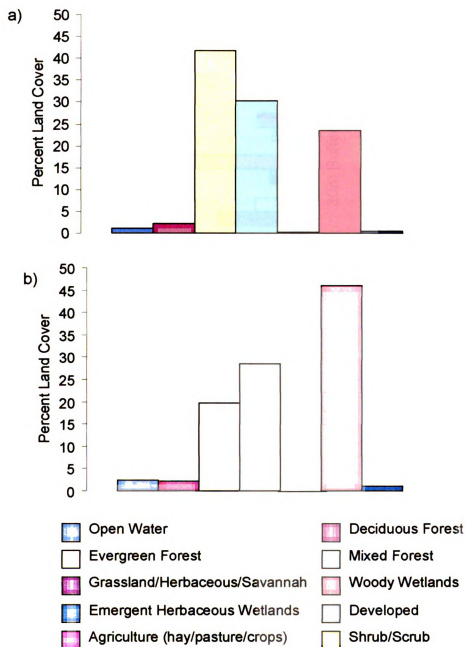 a)
Percent Land Cover
50
45
40
35
30
25
20
15
10
5
0
b)
Percent Land Cover
50
45
40
35
30
25
20
15
10
5
0
Open Water
Evergreen Forest
Grassland/Herbaceous/Savannah
Emergent Herbaceous Wetlands
Agriculture (hay/pasture/crops)
Deciduous Forest
Mixed Forest
Woody Wetlands
Developed
Shrub/Scrub